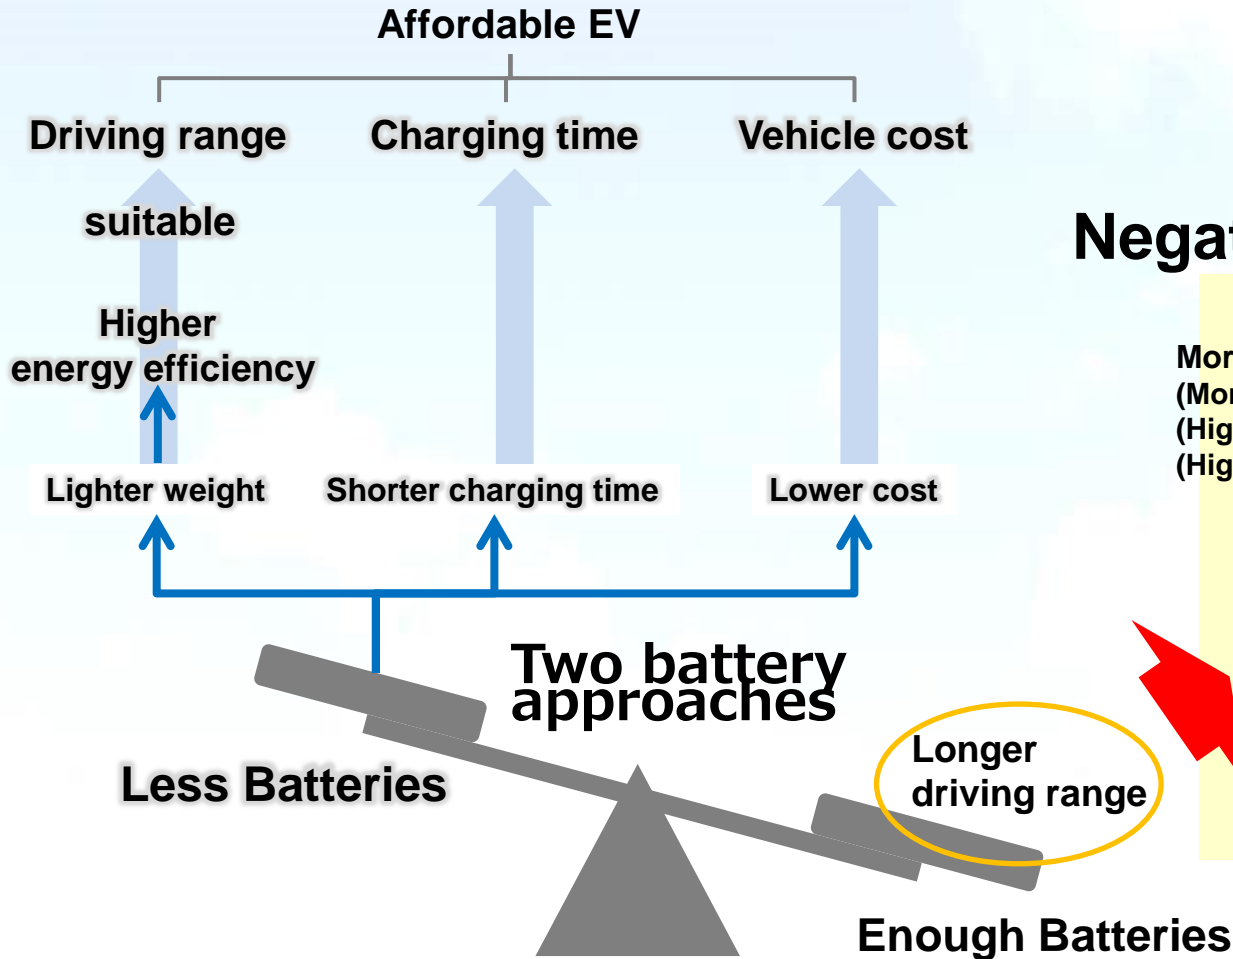 Affordable EV
Driving range
Charging time
Vehicle cost
suitable
Higher
energy efficiency
Lighter weight
Shorter charging time
Lower cost
Two battery
approaches
Less Batteries
Longer
driving range
Enough Batteries